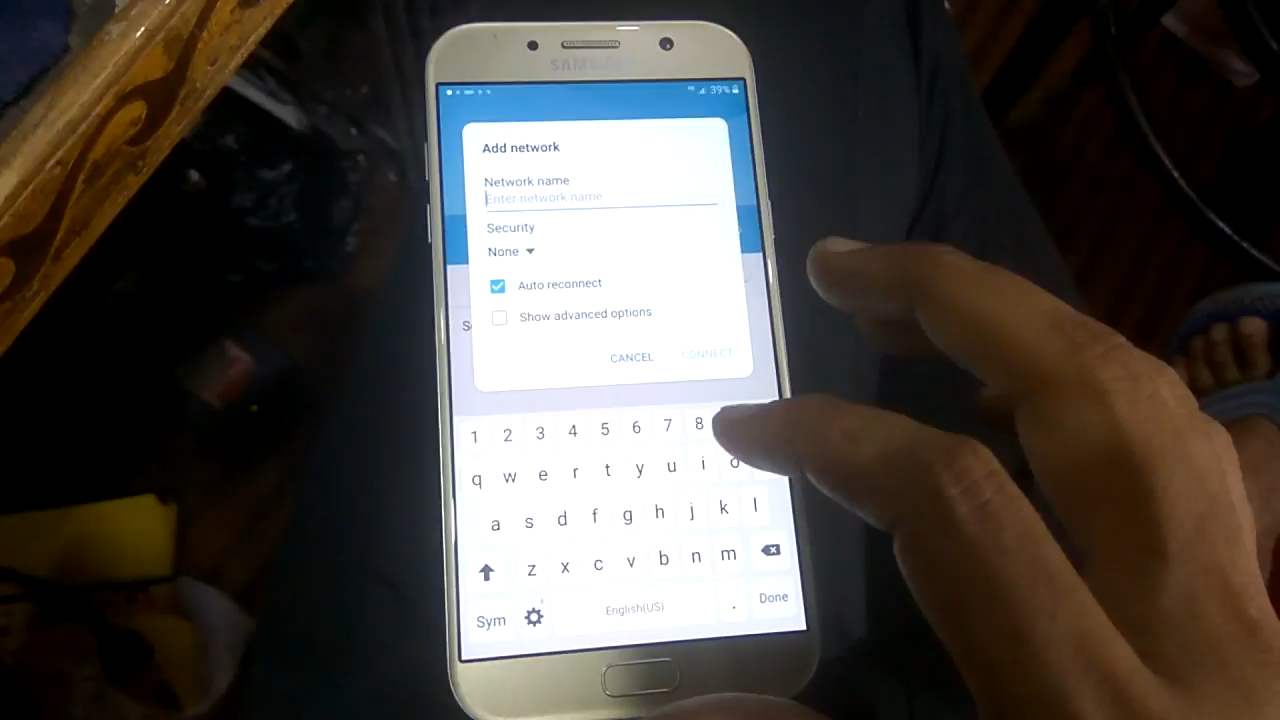 SAMSUNG
39%
Add network
Network name
Enter network name
Security
None
Auto reconnect
Show advanced options
CANCEL CONNECT
1 2 3 4 5 6 7 8
q w e r t y u i o
a s d f g h j k l
z x c v b n m
Sym English(US) . Done